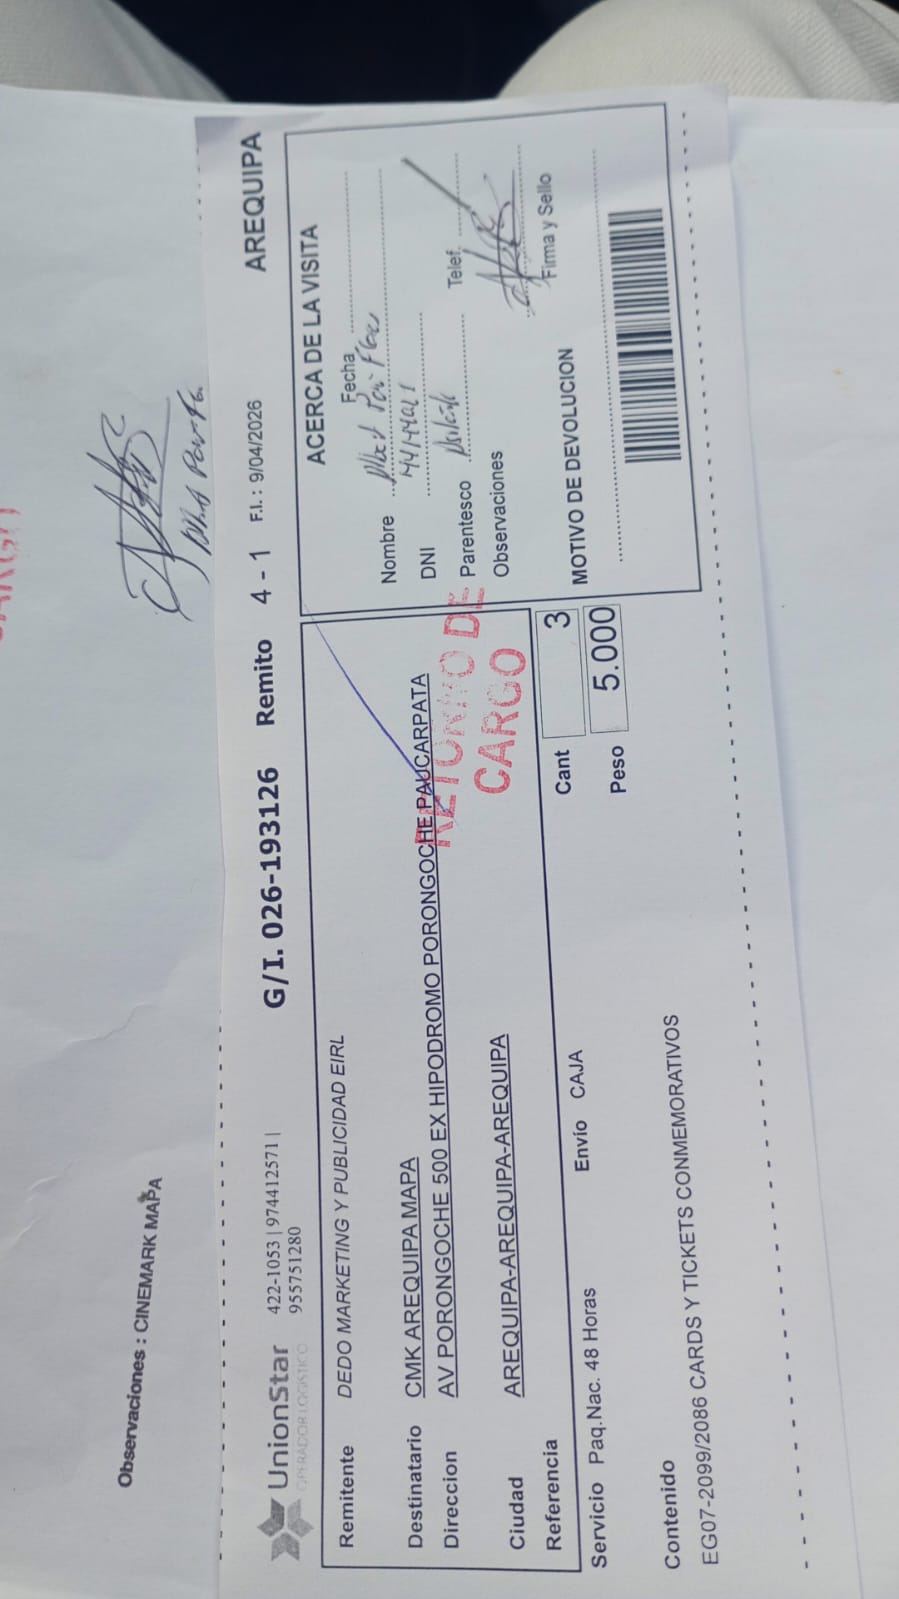 Observaciones : CINEMARK MAPA
UnionStar
OPERADOR LOGISTICO
422-1053 | 974412571 |
955751280
G/I. 026-193126 Remito 4 - 1 F.I.: 9/04/2026 AREQUIPA
Remitente DEDO MARKETING Y PUBLICIDAD EIRL
Destinatario CMK AREQUIPA MAPA
Direccion AV PORONGOCHE 500 EX HIPODROMO PORONGOCHE PAUCARPATA
Ciudad AREQUIPA-AREQUIPA-AREQUIPA
Referencia
RETORNO DE
CARGO
Servicio Paq.Nac. 48 Horas Envío CAJA Cant 3
Peso 5.000
Contenido
EG07-2099/2086 CARDS Y TICKETS CONMEMORATIVOS
ACERCA DE LA VISITA
Fecha
Nombre
DNI
Parentesco Telef.
Observaciones
Firma y Sello
MOTIVO DE DEVOLUCION